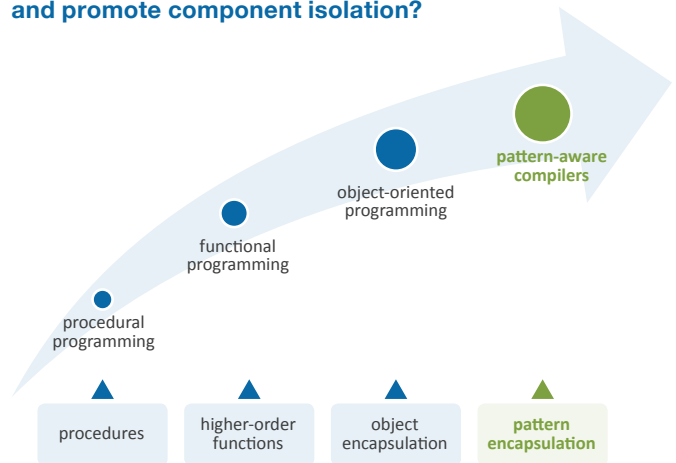 and promote component isolation?
pattern-aware
compilers
object-oriented
programming
functional
programming
procedural
programming
procedures
higher-order
functions
object
encapsulation
pattern
encapsulation